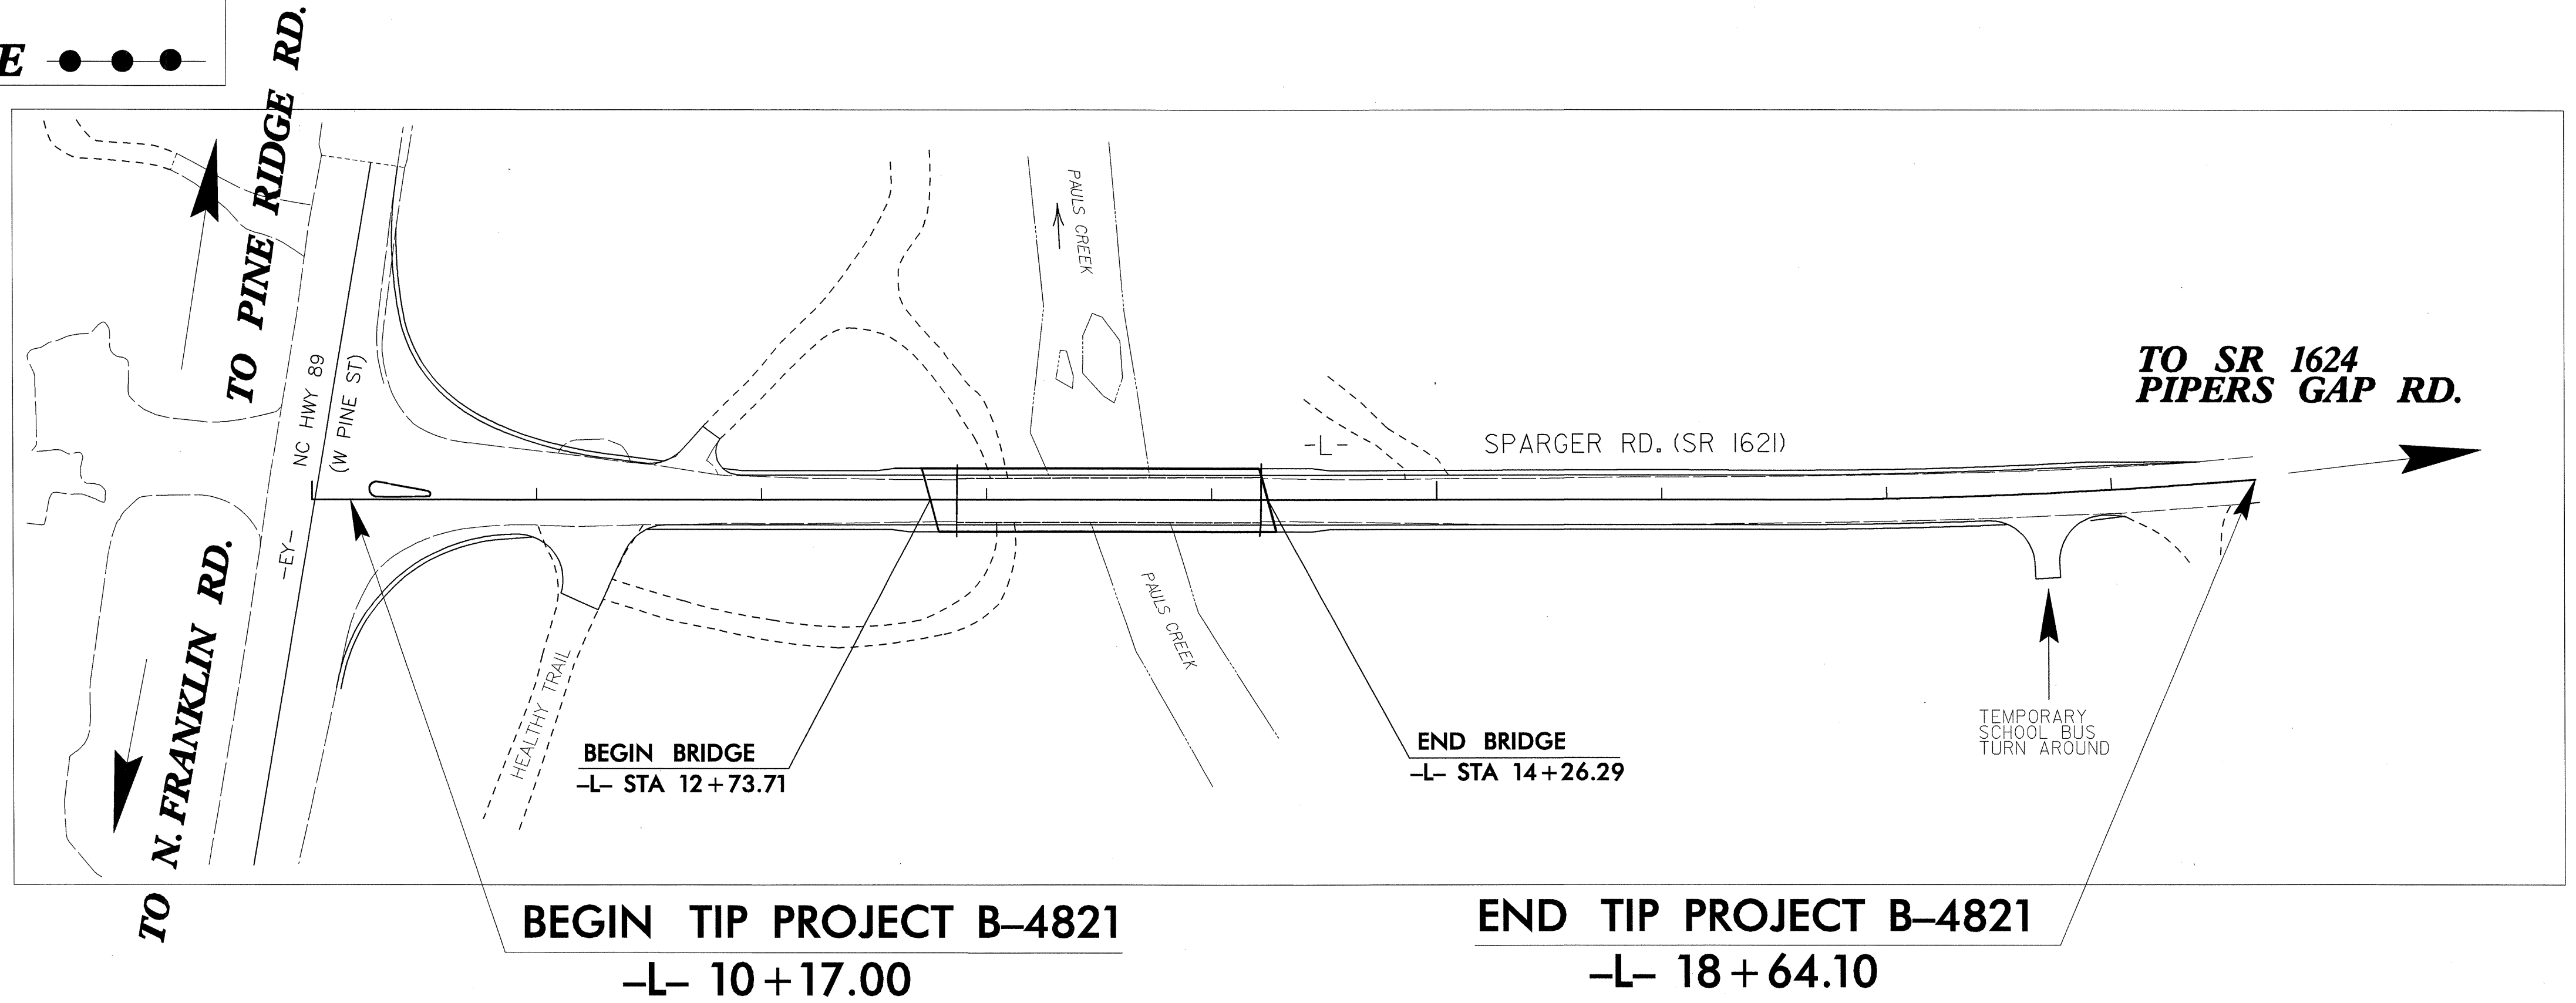 E
TO PINE RIDGE RD.
PAULS CREEK
TO SR 1624
PIPERS GAP RD.
NC HWY 89
(W PINE ST)
-L-
SPARGER RD. (SR 1621)
-EY-
TO N. FRANKLIN RD.
HEALTHY TRAIL
PAULS CREEK
BEGIN BRIDGE
-L- STA 12+73.71
END BRIDGE
-L- STA 14+26.29
TEMPORARY
SCHOOL BUS
TURN AROUND
BEGIN TIP PROJECT B-4821
-L- 10+17.00
END TIP PROJECT B-4821
-L- 18+64.10